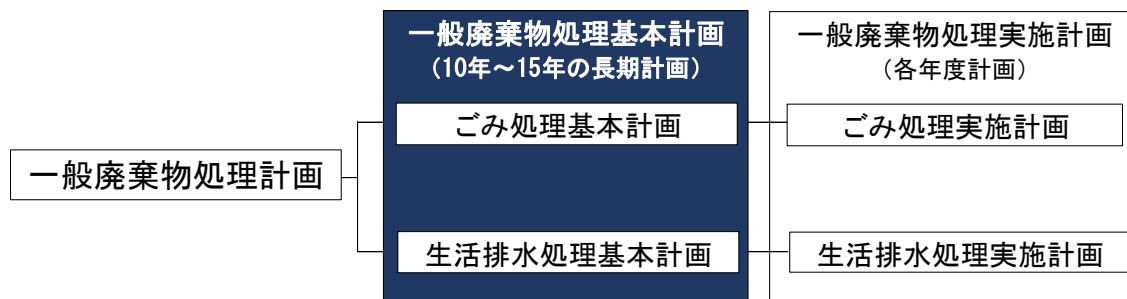 一般廃棄物処理計画
一般廃棄物処理基本計画
（10年～15年の長期計画）
ごみ処理基本計画
生活排水処理基本計画
一般廃棄物処理実施計画
（各年度計画）
ごみ処理実施計画
生活排水処理実施計画